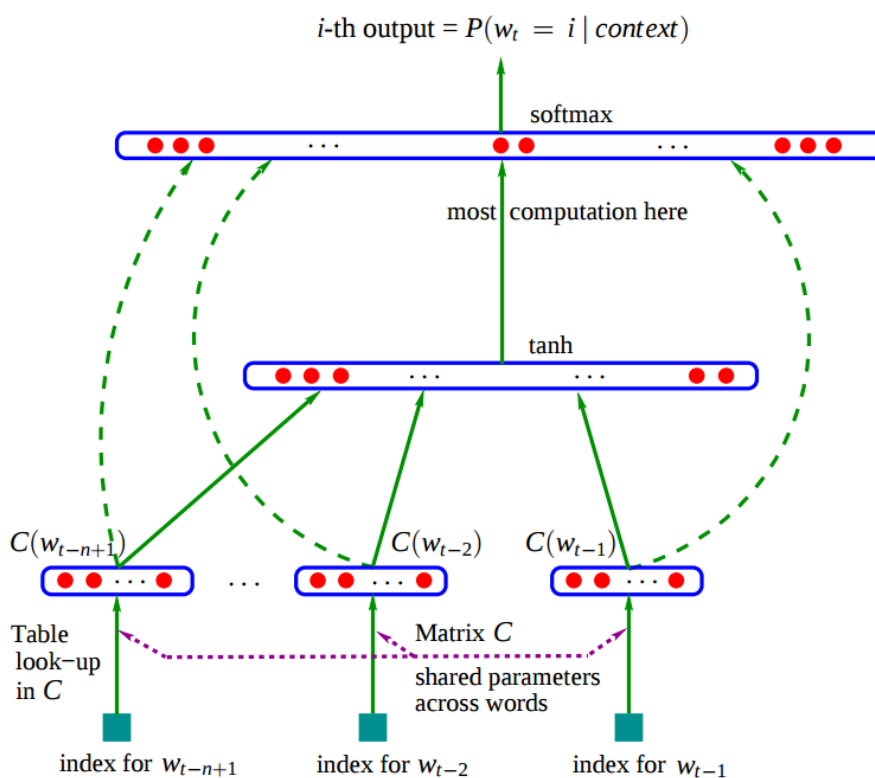 i-th output = P(w_t = i | context)
softmax
. . .
. . .
most computation here
tanh
. . .
. . .
C(w_{t−n+1})
C(w_{t−2})
C(w_{t−1})
. . .
. . .
. . .
. . .
Table
look−up
in C
Matrix C
shared parameters
across words
index for w_{t−n+1}
index for w_{t−2}
index for w_{t−1}